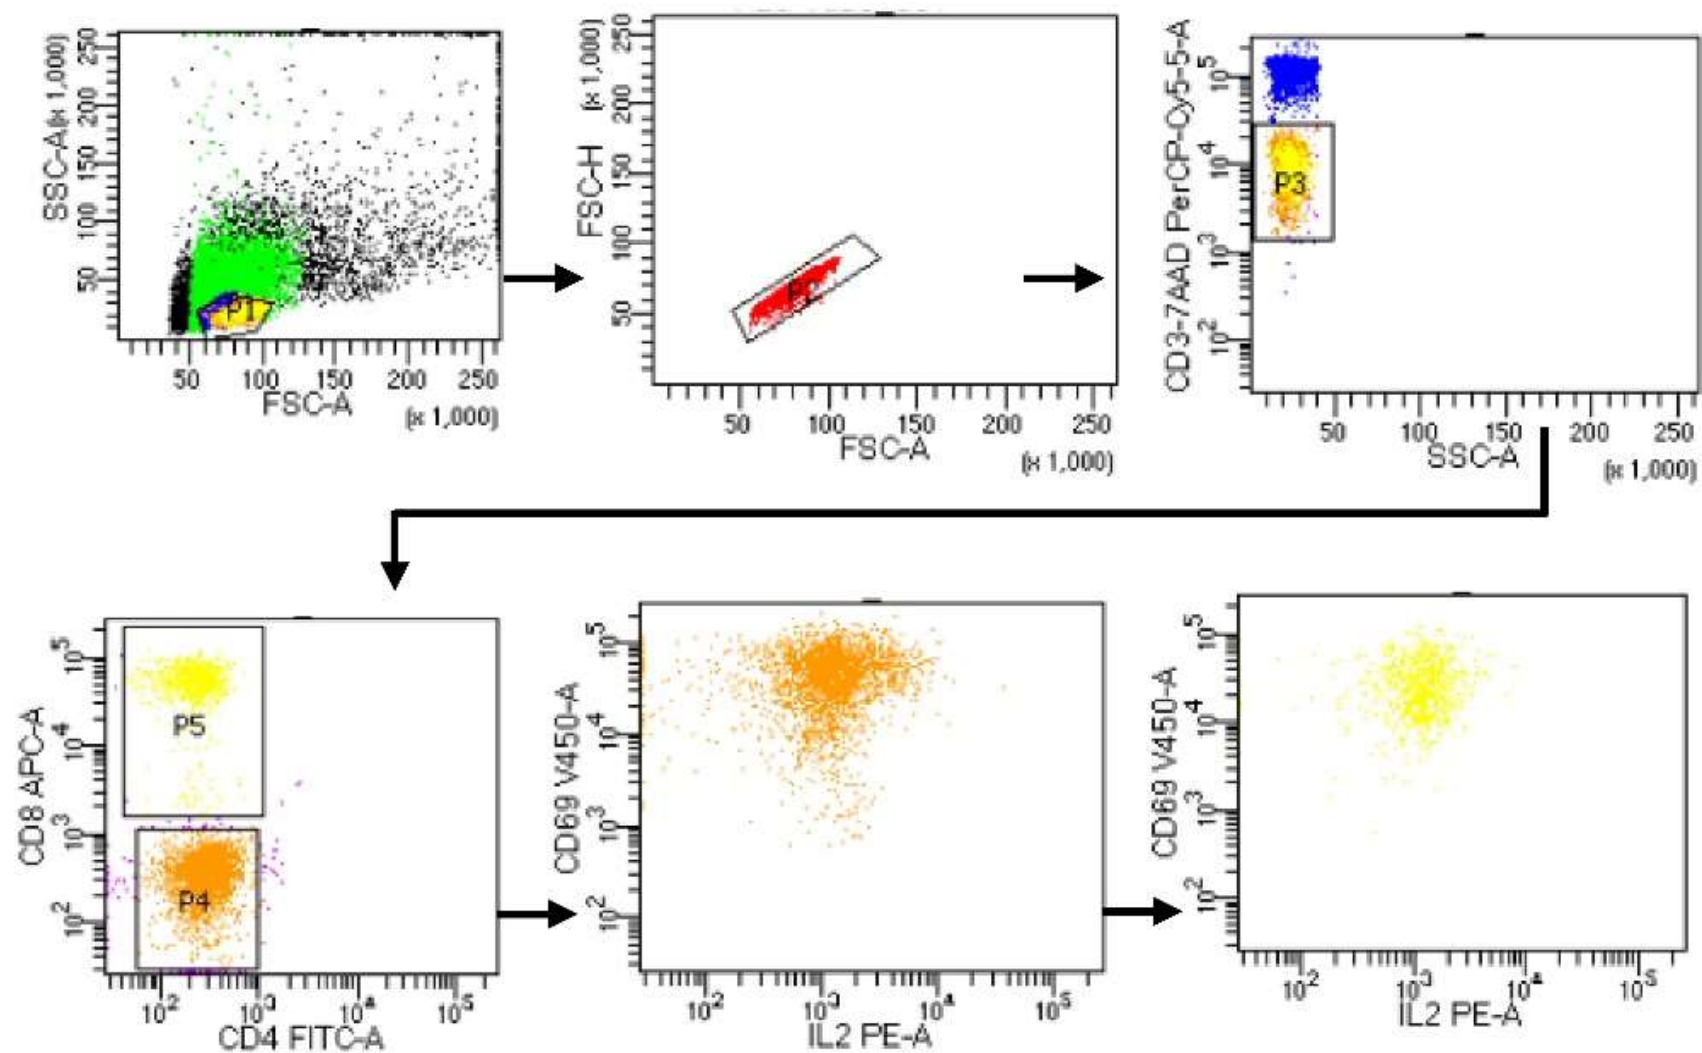 SSC-A (x 1,000)
250
200
150
100
50
P1
50 100 150 200 250
FSC-A
(x 1,000)
FSC-H (x 1,000)
250
200
150
100
50
50 100 150 200 250
FSC-A
(x 1,000)
CD3-7AAD PerCP-Cy5-5-A
10^5
10^4
P3
10^3
10^2
50 100 150 200 250
SSC-A
(x 1,000)
CD8 APC-A
10^5
P5
10^4
10^3
P4
10^2
10^2 10^3 10^4 10^5
CD4 FITC-A
CD69 V450-A
10^5
10^4
10^3
10^2
10^2 10^3 10^4 10^5
IL2 PE-A
CD69 V450-A
10^5
10^4
10^3
10^2
10^2 10^3 10^4 10^5
IL2 PE-A